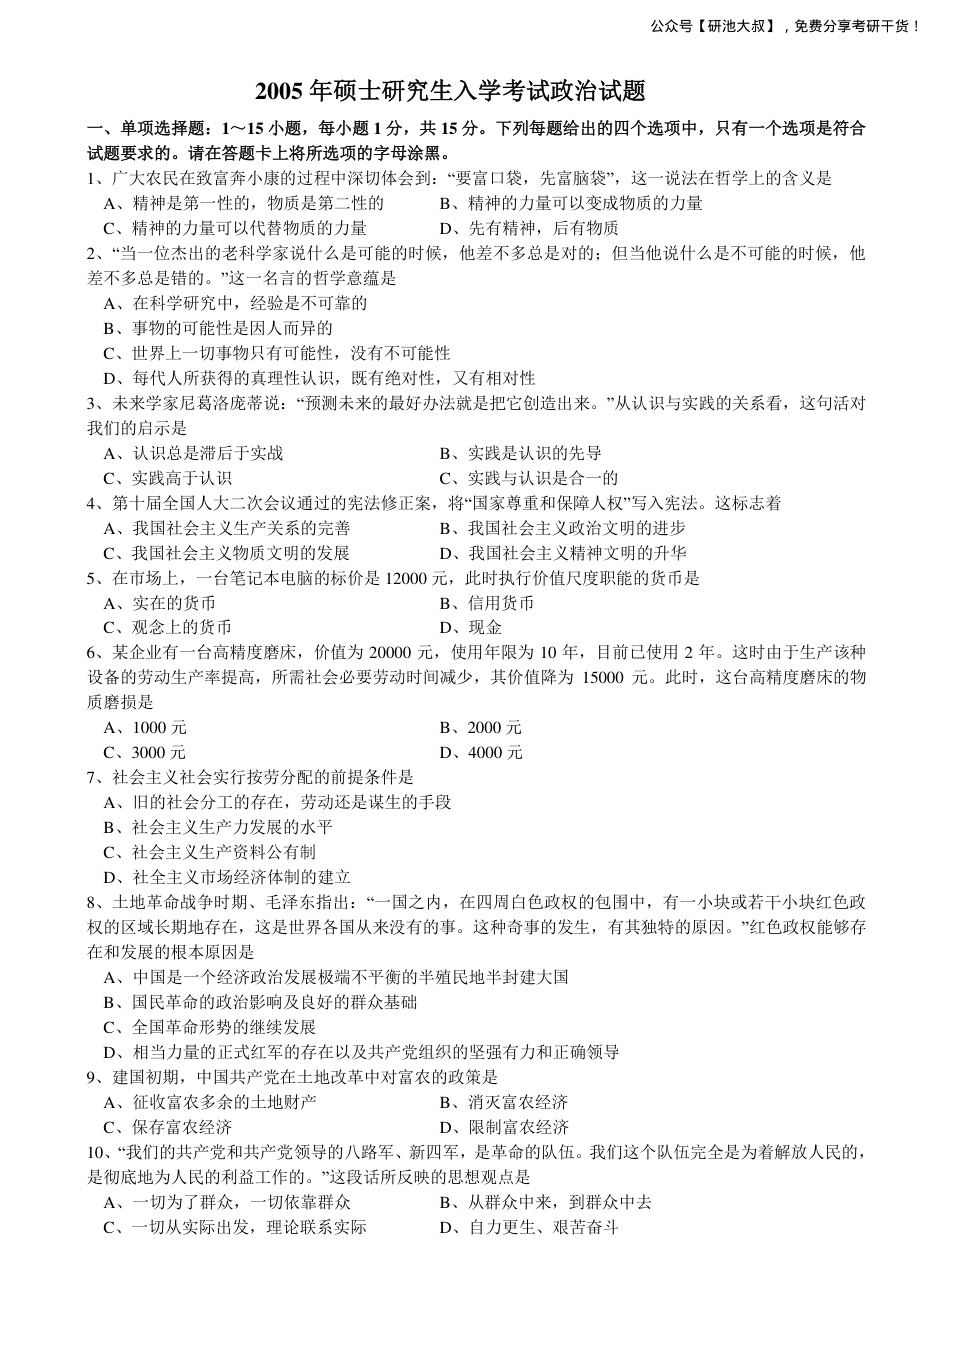 公众号【研池大叔】，免费分享考研干货！
2005 年硕士研究生入学考试政治试题
一、单项选择题：1～15 小题，每小题 1 分，共 15 分。下列每题给出的四个选项中，只有一个选项是符合
试题要求的。请在答题卡上将所选项的字母涂黑。
1、广大农民在致富奔小康的过程中深切体会到：“要富口袋，先富脑袋”，这一说法在哲学上的含义是
A、精神是第一性的，物质是第二性的 B、精神的力量可以变成物质的力量
C、精神的力量可以代替物质的力量 D、先有精神，后有物质
2、“当一位杰出的老科学家说什么是可能的时候，他差不多总是对的；但当他说什么是不可能的时候，他
差不多总是错的。”这一名言的哲学意蕴是
A、在科学研究中，经验是不可靠的
B、事物的可能性是因人而异的
C、世界上一切事物只有可能性，没有不可能性
D、每代人所获得的真理性认识，既有绝对性，又有相对性
3、未来学家尼葛洛庞蒂说：“预测未来的最好办法就是把它创造出来。”从认识与实践的关系看，这句活对
我们的启示是
A、认识总是滞后于实战 B、实践是认识的先导
C、实践高于认识 C、实践与认识是合一的
4、第十届全国人大二次会议通过的宪法修正案，将“国家尊重和保障人权”写入宪法。这标志着
A、我国社会主义生产关系的完善 B、我国社会主义政治文明的进步
C、我国社会主义物质文明的发展 D、我国社会主义精神文明的升华
5、在市场上，一台笔记本电脑的标价是 12000 元，此时执行价值尺度职能的货币是
A、实在的货币 B、信用货币
C、观念上的货币 D、现金
6、某企业有一台高精度磨床，价值为 20000 元，使用年限为 10 年，目前已使用 2 年。这时由于生产该种
设备的劳动生产率提高，所需社会必要劳动时间减少，其价值降为 15000 元。此时，这台高精度磨床的物
质磨损是
A、1000 元 B、2000 元
C、3000 元 D、4000 元
7、社会主义社会实行按劳分配的前提条件是
A、旧的社会分工的存在，劳动还是谋生的手段
B、社会主义生产力发展的水平
C、社会主义生产资料公有制
D、社全主义市场经济体制的建立
8、土地革命战争时期、毛泽东指出：“一国之内，在四周白色政权的包围中，有一小块或若干小块红色政
权的区域长期地存在，这是世界各国从来没有的事。这种奇事的发生，有其独特的原因。”红色政权能够存
在和发展的根本原因是
A、中国是一个经济政治发展极端不平衡的半殖民地半封建大国
B、国民革命的政治影响及良好的群众基础
C、全国革命形势的继续发展
D、相当力量的正式红军的存在以及共产党组织的坚强有力和正确领导
9、建国初期，中国共产党在土地改革中对富农的政策是
A、征收富农多余的土地财产 B、消灭富农经济
C、保存富农经济 D、限制富农经济
10、“我们的共产党和共产党领导的八路军、新四军，是革命的队伍。我们这个队伍完全是为着解放人民的，
是彻底地为人民的利益工作的。”这段话所反映的思想观点是
A、一切为了群众，一切依靠群众 B、从群众中来，到群众中去
C、一切从实际出发，理论联系实际 D、自力更生、艰苦奋斗